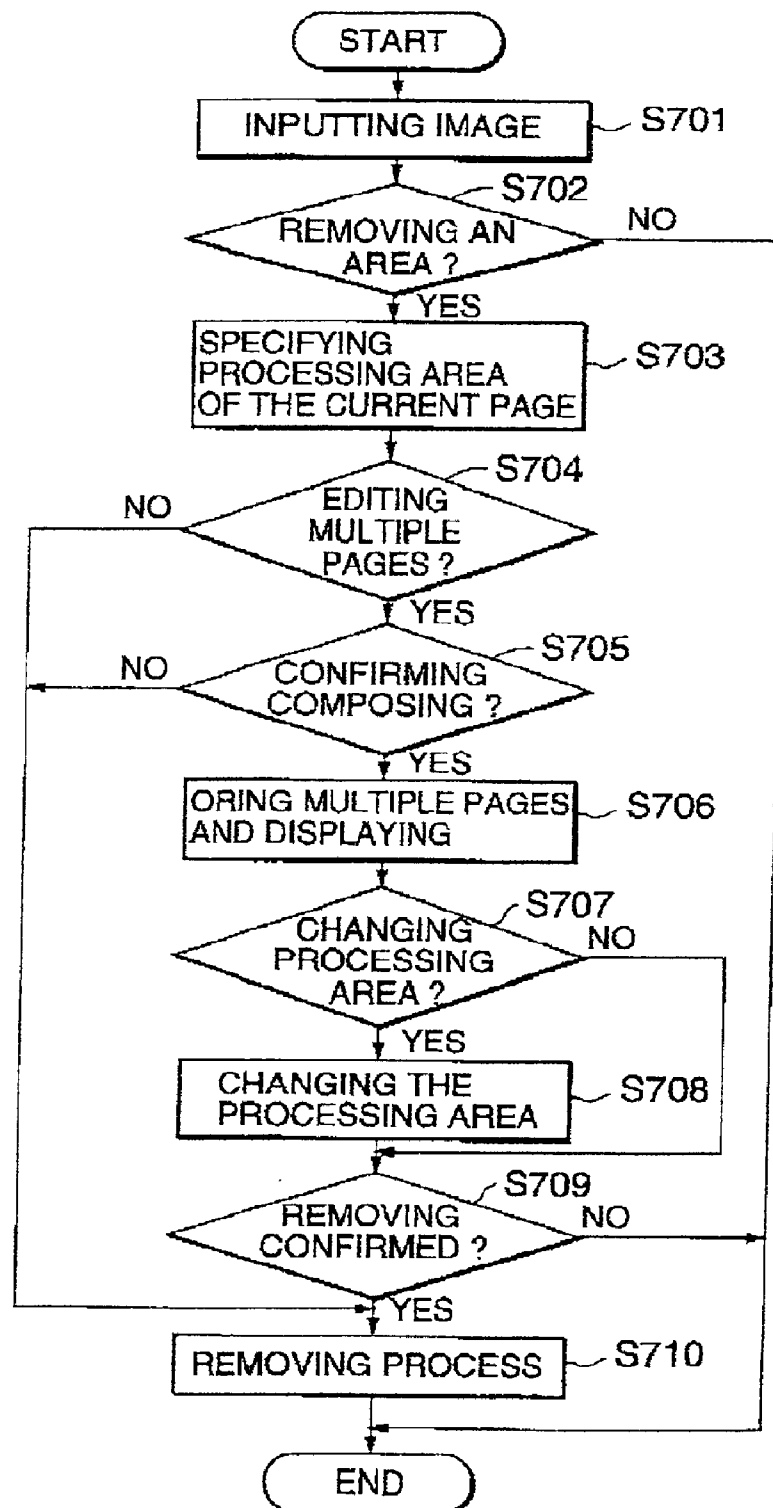 START
INPUTTING IMAGE
S701
S702
REMOVING AN
AREA ?
NO
YES
SPECIFYING
PROCESSING AREA
OF THE CURRENT PAGE
S703
S704
EDITING
MULTIPLE
PAGES ?
NO
YES
S705
CONFIRMING
COMPOSING ?
NO
YES
ORING MULTIPLE PAGES
AND DISPLAYING
S706
S707
CHANGING
PROCESSING
AREA ?
NO
YES
CHANGING THE
PROCESSING AREA
S708
S709
REMOVING
CONFIRMED ?
NO
YES
REMOVING PROCESS
S710
END